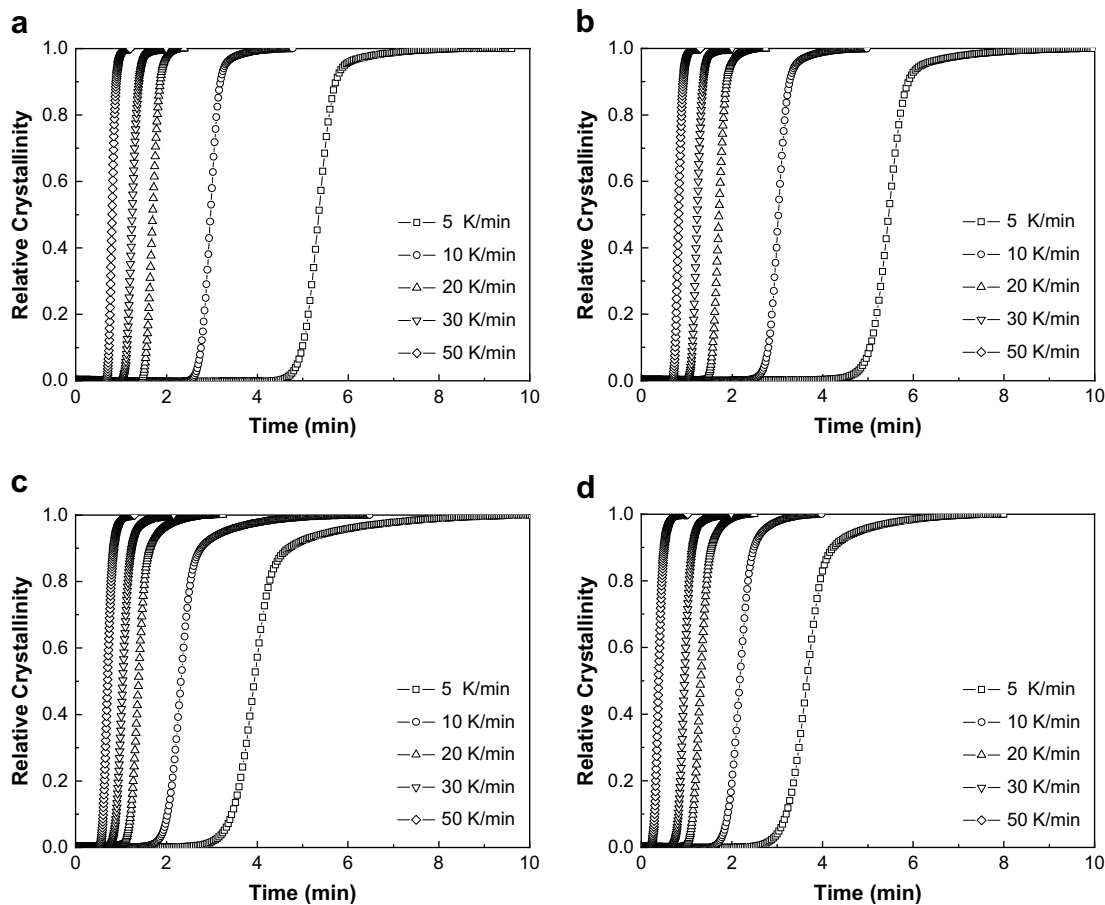 a
1.0
0.8
0.6
0.4
0.2
0.0
Relative Crystallinity
5 K/min
10 K/min
20 K/min
30 K/min
50 K/min
0 2 4 6 8 10
Time (min)
b
1.0
0.8
0.6
0.4
0.2
0.0
Relative Crystallinity
5 K/min
10 K/min
20 K/min
30 K/min
50 K/min
0 2 4 6 8 10
Time (min)
c
1.0
0.8
0.6
0.4
0.2
0.0
Relative Crystallinity
5 K/min
10 K/min
20 K/min
30 K/min
50 K/min
0 2 4 6 8 10
Time (min)
d
1.0
0.8
0.6
0.4
0.2
0.0
Relative Crystallinity
5 K/min
10 K/min
20 K/min
30 K/min
50 K/min
0 2 4 6 8 10
Time (min)